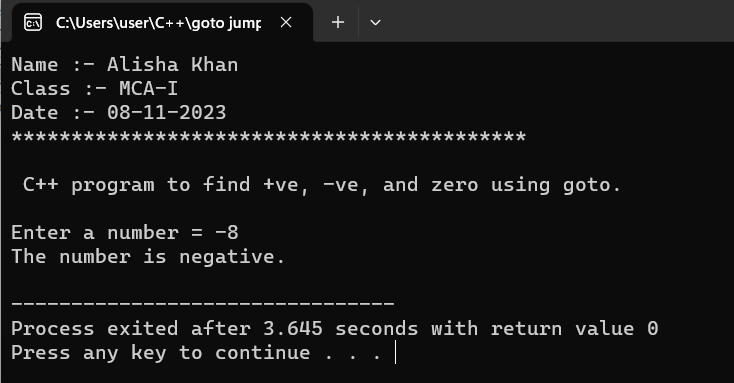 C:\Users\user\C++\goto jump
Name :- Alisha Khan
Class :- MCA-I
Date :- 08-11-2023
*******************************************
C++ program to find +ve, -ve, and zero using goto.
Enter a number = -8
The number is negative.
--------------------------------
Process exited after 3.645 seconds with return value 0
Press any key to continue . . .